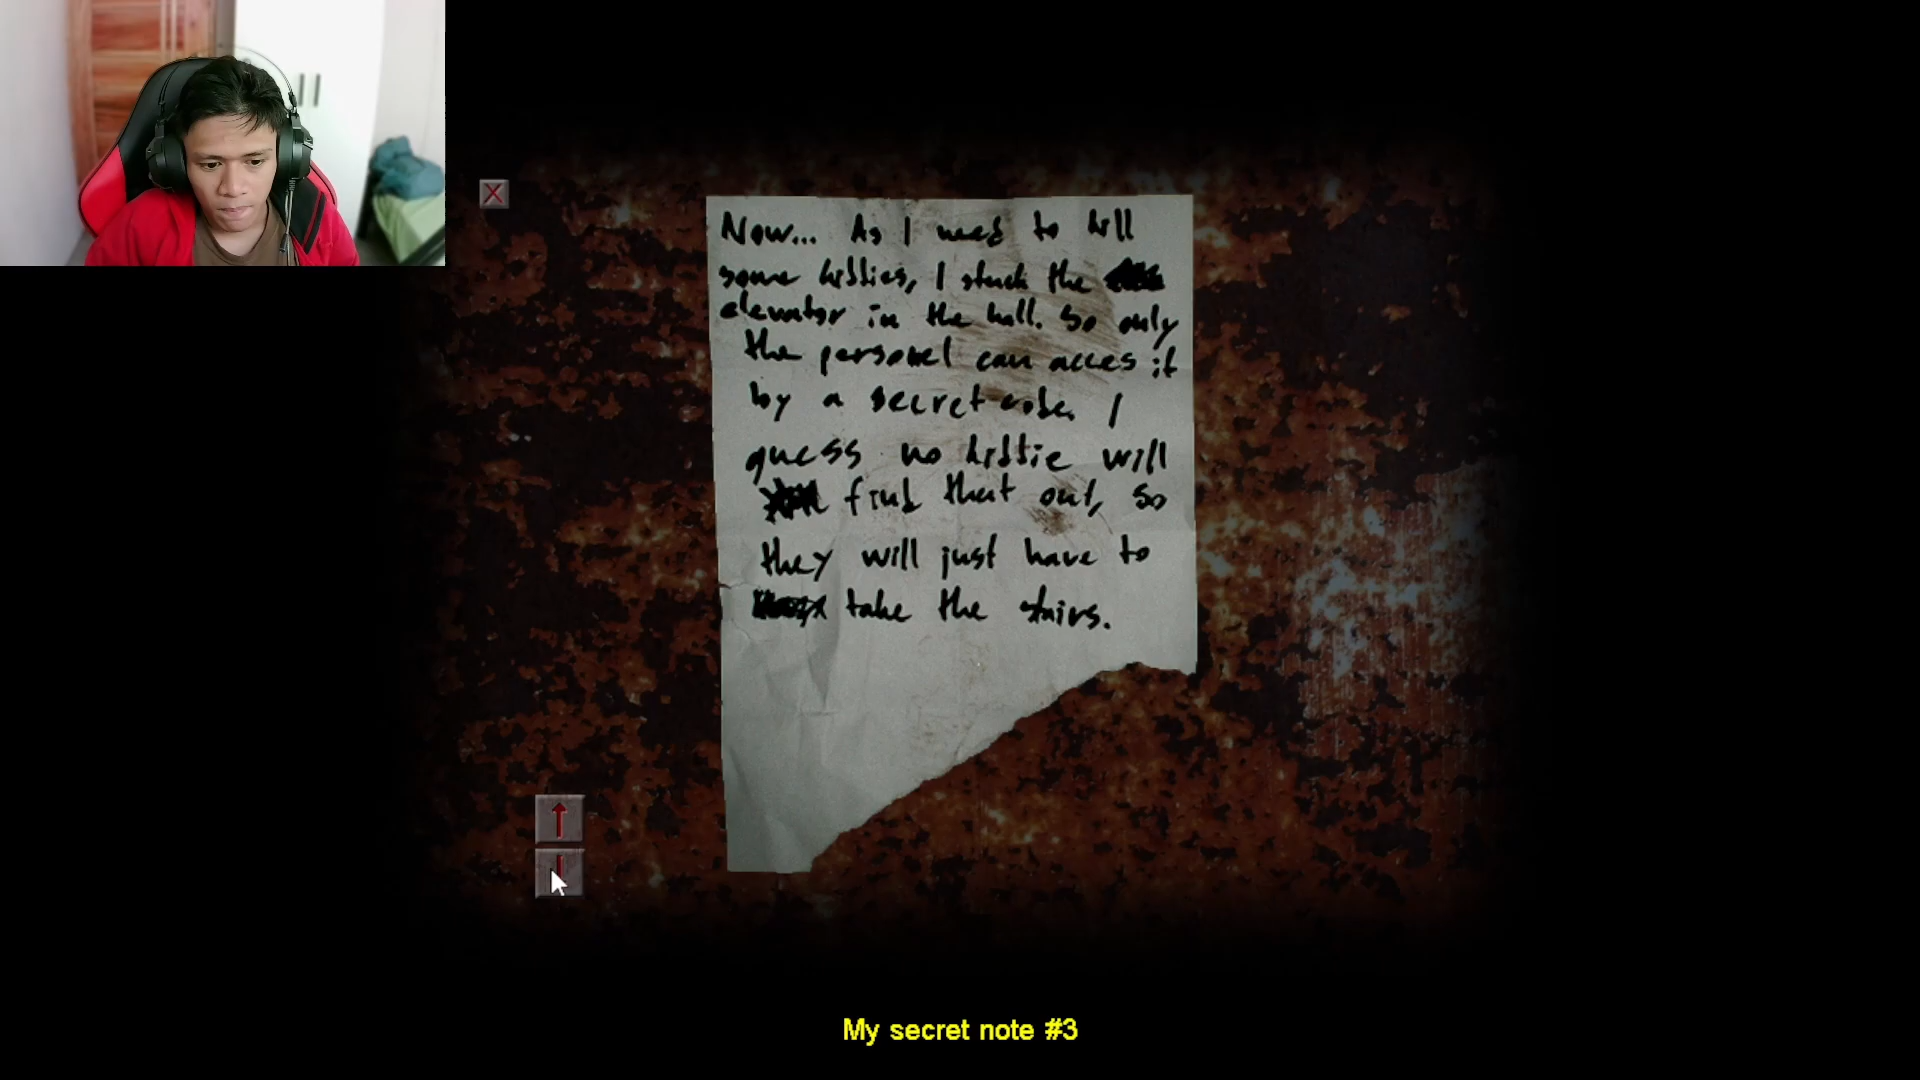 Now... As I need to kill
some kiddies, I stuck the
elevator in the hall. So only
the personel can acces it
by a secret code. I
guess no kiddie will
find that out, so
they will just have to
take the stairs.
My secret note #3